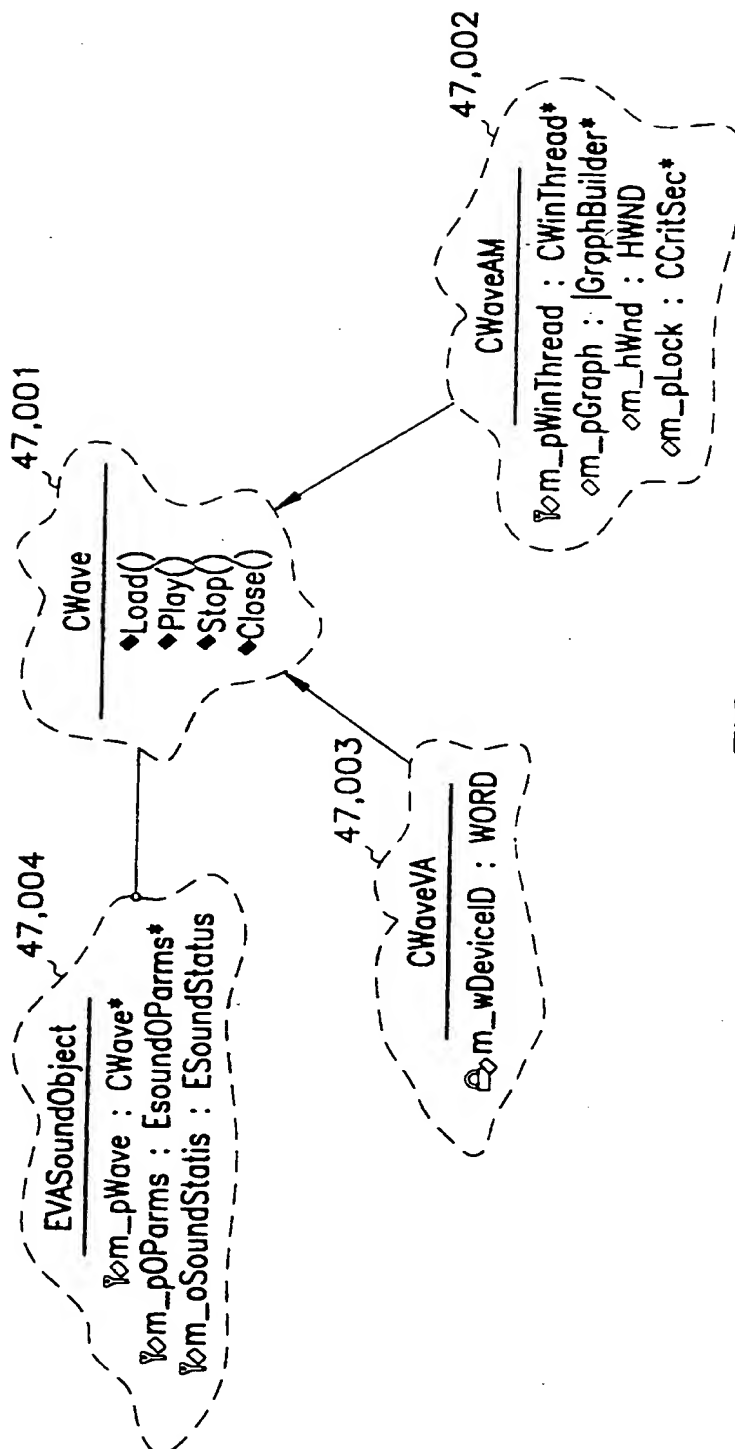 47,004
EVASoundObject
m_pWave : CWave*
m_pOParms : EsoundOParms*
m_oSoundStatis : ESoundStatus
47,001
CWave
Load()
Play()
Stop()
Close()
47,003
CWaveVA
m_wDeviceID : WORD
47,002
CWaveAM
m_pWinThread : CWinThread*
m_pGraph : IGraphBuilder*
m_hWnd : HWND
m_pLock : CCritSec*